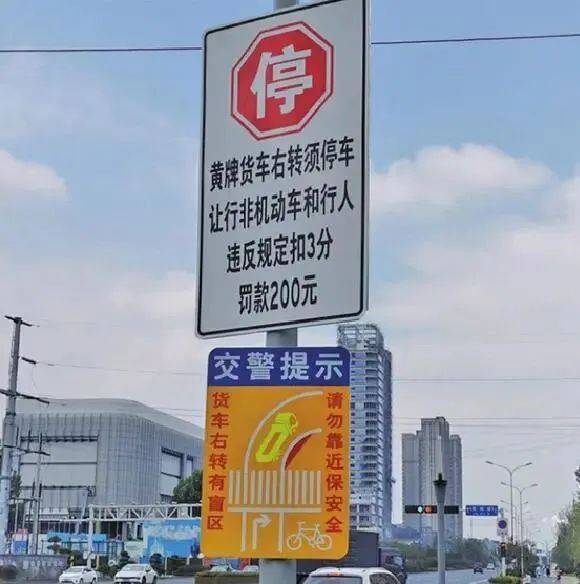 停
黄牌货车右转须停车
让行非机动车和行人
违反规定扣3分
罚款200元
交警提示
货车右转有盲区
请勿靠近保安全